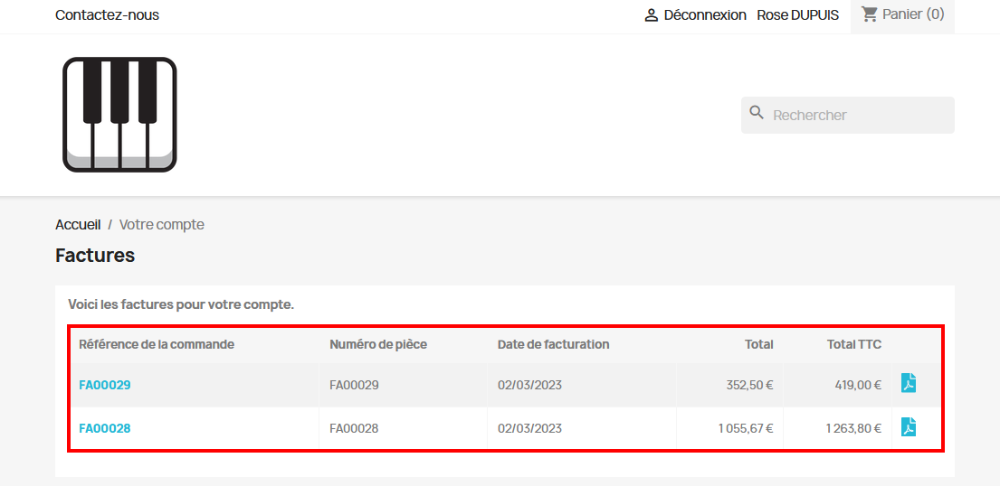 Contactez-nous
Déconnexion Rose DUPUIS Panier (0)
Rechercher
Accueil / Votre compte
Factures
Voici les factures pour votre compte.
Référence de la commande Numéro de pièce Date de facturation Total Total TTC
FA00029 FA00029 02/03/2023 352,50 € 419,00 €
FA00028 FA00028 02/03/2023 1 055,67 € 1 263,80 €